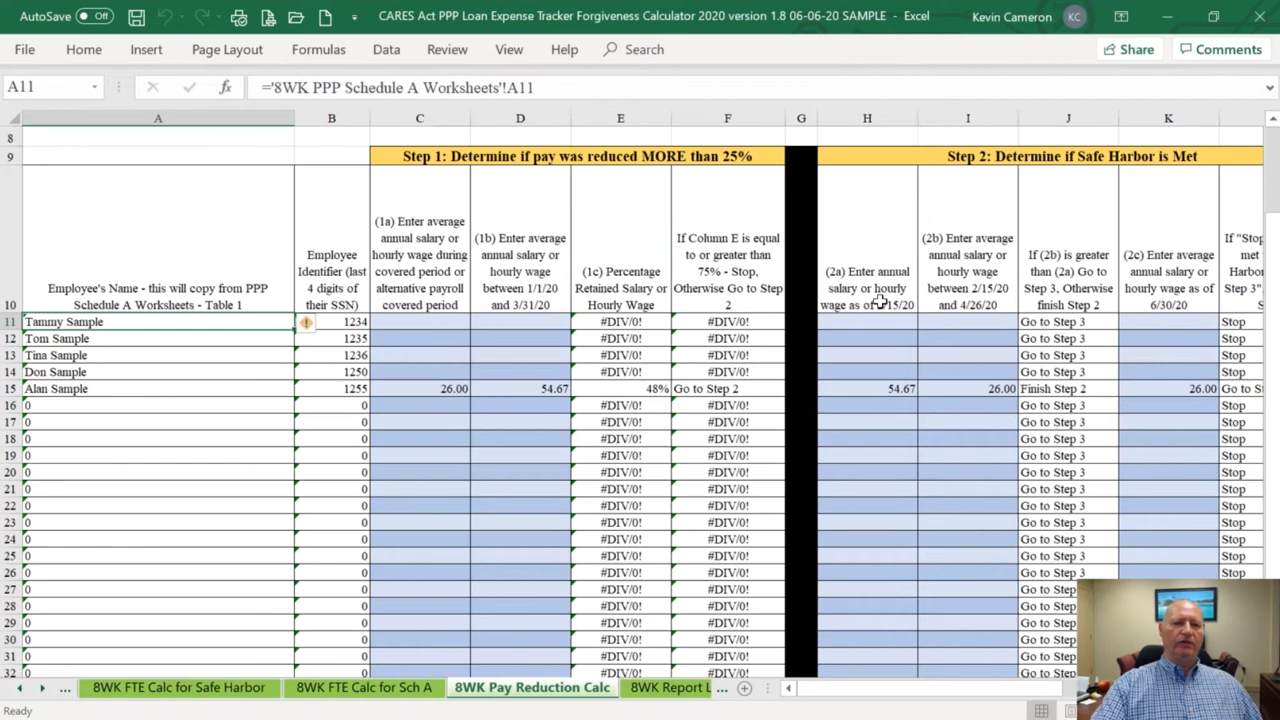 AutoSave Off CARES Act PPP Loan Expense Tracker Forgiveness Calculator 2020 version 1.8 06-06-20 SAMPLE - Excel Kevin Cameron KC
File Home Insert Page Layout Formulas Data Review View Help Search Share Comments
A11 fx ='8WK PPP Schedule A Worksheets'!A11
A B C D E F G H I J K
8
9 Step 1: Determine if pay was reduced MORE than 25% Step 2: Determine if Safe Harbor is Met
10
Employee's Name - this will copy from PPP
Schedule A Worksheets - Table 1
Employee
Identifier (last
4 digits of
their SSN)
(1a) Enter average
annual salary or
hourly wage during
covered period or
alternative payroll
covered period
(1b) Enter average
annual salary or
hourly wage
between 1/1/20
and 3/31/20
(1c) Percentage
Retained Salary or
Hourly Wage
If Column E is equal
to or greater than
75% - Stop,
Otherwise Go to Step
2
(2a) Enter annual
salary or hourly
wage as of
(2b) Enter average
annual salary or
hourly wage
between 2/15/20
and 4/26/20
If (2b) is greater
than (2a) Go to
Step 3, Otherwise
finish Step 2
(2c) Enter average
annual salary or
hourly wage as of
6/30/20
If "Stop
met
Harbo
Step 3"
11 Tammy Sample 1234 #DIV/0! #DIV/0! Go to Step 3 Stop
12 Tom Sample 1235 #DIV/0! #DIV/0! Go to Step 3 Stop
13 Tina Sample 1236 #DIV/0! #DIV/0! Go to Step 3 Stop
14 Don Sample 1250 #DIV/0! #DIV/0! Go to Step 3 Stop
15 Alan Sample 1255 26.00 54.67 48% Go to Step 2 54.67 26.00 Finish Step 2 26.00 Go to S
16 0 0 #DIV/0! #DIV/0! Go to Step 3 Stop
17 0 0 #DIV/0! #DIV/0! Go to Step 3 Stop
18 0 0 #DIV/0! #DIV/0! Go to Step 3 Stop
19 0 0 #DIV/0! #DIV/0! Go to Step 3 Stop
20 0 0 #DIV/0! #DIV/0! Go to Step 3 Stop
21 0 0 #DIV/0! #DIV/0! Go to Step 3 Stop
22 0 0 #DIV/0! #DIV/0! Go to Step 3 Stop
23 0 0 #DIV/0! #DIV/0! Go to Step 3 Stop
24 0 0 #DIV/0! #DIV/0! Go to Step 3 Stop
25 0 0 #DIV/0! #DIV/0! Go to Step 3 Stop
26 0 0 #DIV/0! #DIV/0! Go to Step 3 Stop
27 0 0 #DIV/0! #DIV/0! Go to Step
28 0 0 #DIV/0! #DIV/0! Go to Step
29 0 0 #DIV/0! #DIV/0! Go to Step
30 0 0 #DIV/0! #DIV/0! Go to Step
31 0 0 #DIV/0! #DIV/0! Go to Step
32 0 0 #DIV/0! #DIV/0! Go to Step
... 8WK FTE Calc for Safe Harbor 8WK FTE Calc for Sch A 8WK Pay Reduction Calc 8WK Report L ...
Ready